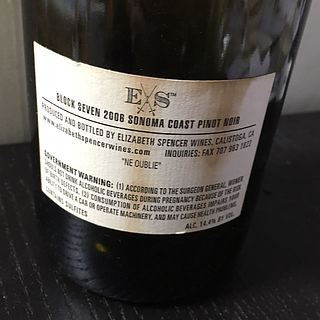 E S™
BLOCK SEVEN 2006 SONOMA COAST PINOT NOIR
PRODUCED AND BOTTLED BY ELIZABETH SPENCER WINES, CALISTOGA, CA
www.elizabethspencerwines.com INQUIRIES: FAX 707 963 1822
"NE OUBLIE"
GOVERNMENT WARNING: (1) ACCORDING TO THE SURGEON GENERAL, WOMEN
SHOULD NOT DRINK ALCOHOLIC BEVERAGES DURING PREGNANCY BECAUSE OF THE RISK
OF BIRTH DEFECTS. (2) CONSUMPTION OF ALCOHOLIC BEVERAGES IMPAIRS YOUR
ABILITY TO DRIVE A CAR OR OPERATE MACHINERY, AND MAY CAUSE HEALTH PROBLEMS.
CONTAINS SULFITES ALC. 14.4% BY VOL.